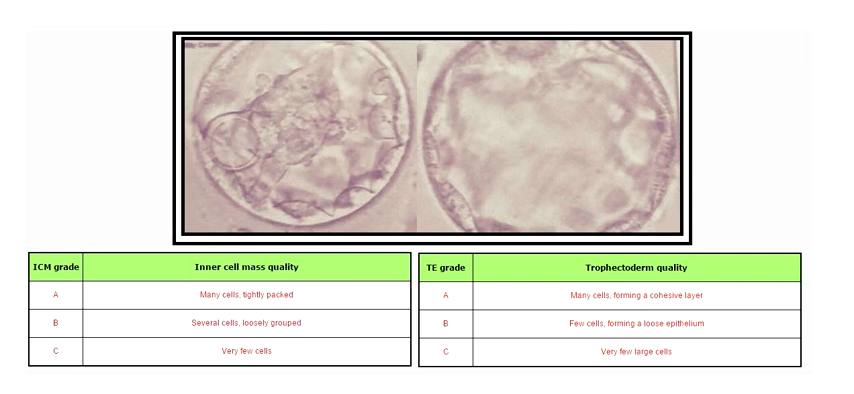 ICM grade Inner cell mass quality
A Many cells, tightly packed
B Several cells, loosely grouped
C Very few cells
TE grade Trophectoderm quality
A Many cells, forming a cohesive layer
B Few cells, forming a loose epithelium
C Very few large cells